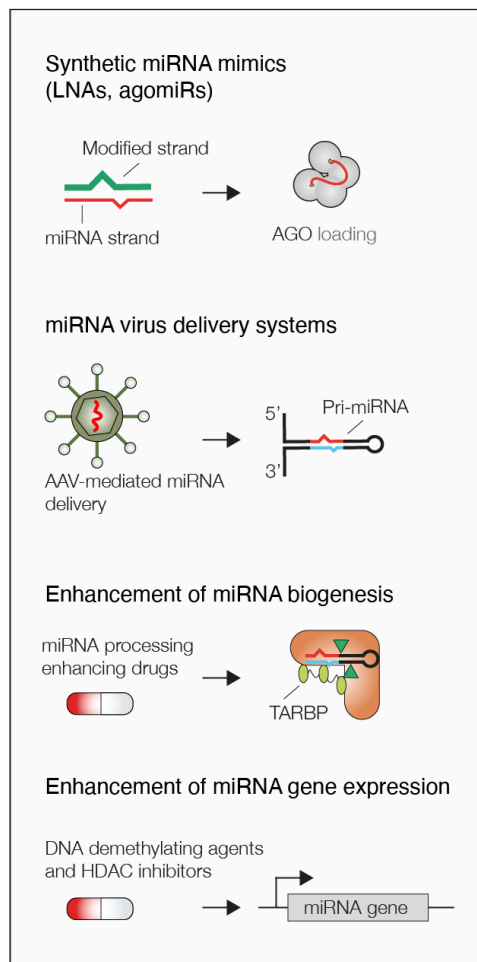 Synthetic miRNA mimics
(LNAs, agomiRs)
Modified strand
miRNA strand
AGO loading
miRNA virus delivery systems
5’
Pri-miRNA
3’
AAV-mediated miRNA
delivery
Enhancement of miRNA biogenesis
miRNA processing
enhancing drugs
TARBP
Enhancement of miRNA gene expression
DNA demethylating agents
and HDAC inhibitors
miRNA gene